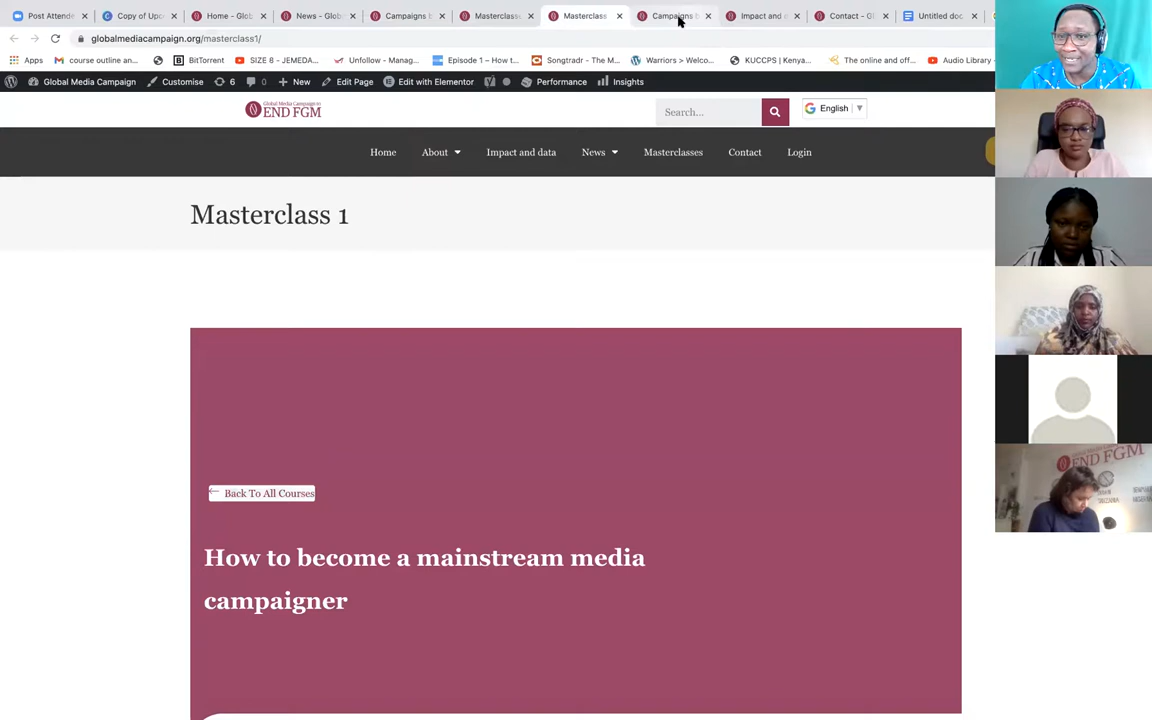 Post Attende
Copy of Upc
Home - Glob
News - Glob
Campaigns b
Masterclass
Masterclass
Campaigns b
Impact and d
Contact - Gl
Untitled doc
globalmediacampaign.org/masterclass1/
Apps
course outline an...
BitTorrent
SIZE 8 - JEMEDA...
Unfollow - Manag...
Episode 1 – How t...
Songtradr - The M...
Warriors > Welco...
KUCCPS | Kenya...
The online and off...
Audio Library -
Global Media Campaign
Customise
6
0
New
Edit Page
Edit with Elementor
Performance
Insights
Global Media Campaign to
END FGM
Search...
English
Home
About
Impact and data
News
Masterclasses
Contact
Login
Masterclass 1
Back To All Courses
How to become a mainstream media
campaigner
END FGM